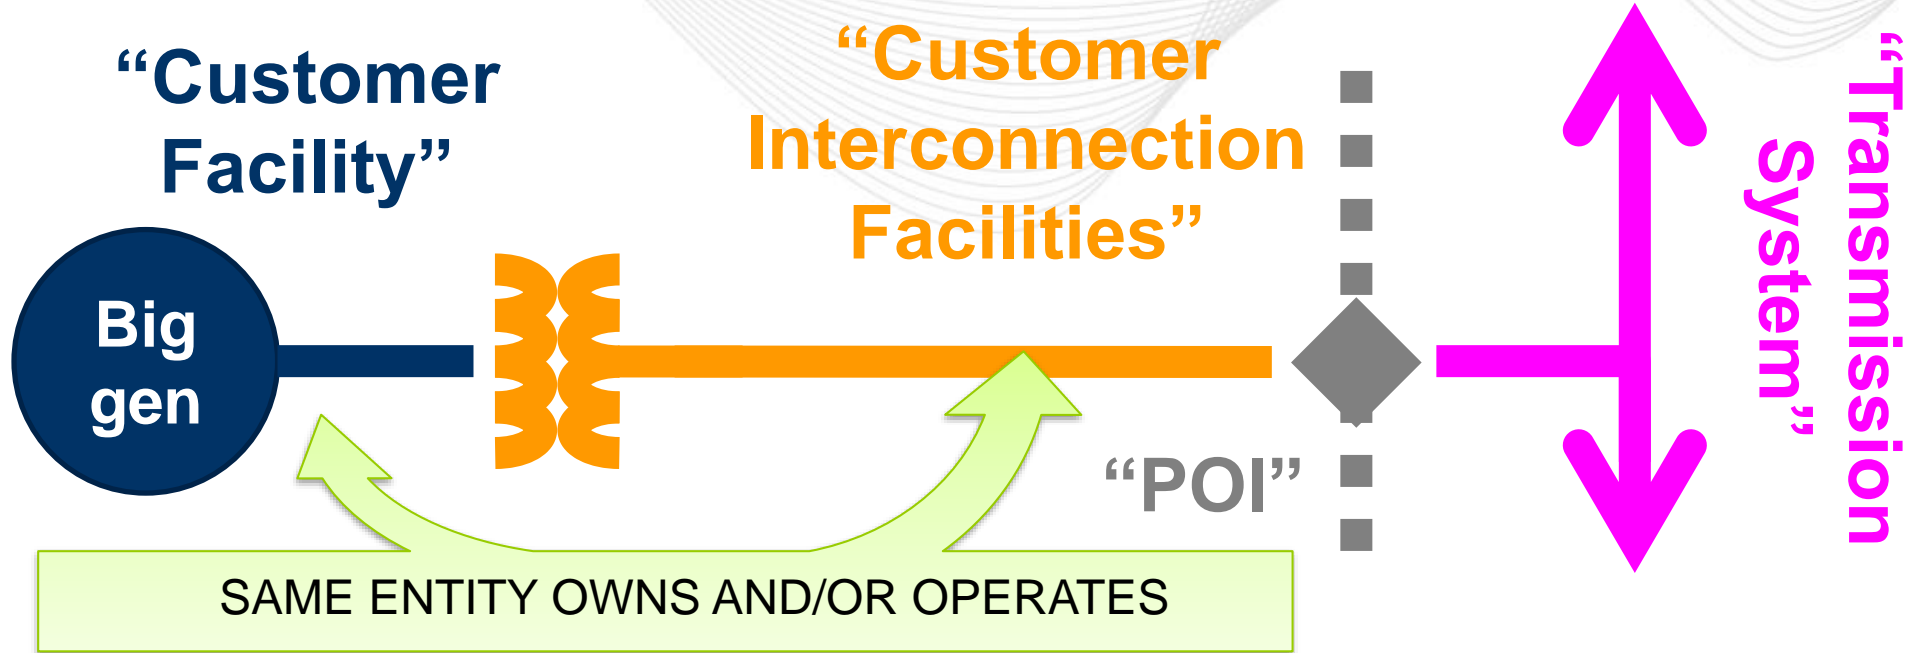 “Customer
Facility”
“Customer
Interconnection
Facilities”
“Transmission
System”
Big
gen
“POI”
SAME ENTITY OWNS AND/OR OPERATES